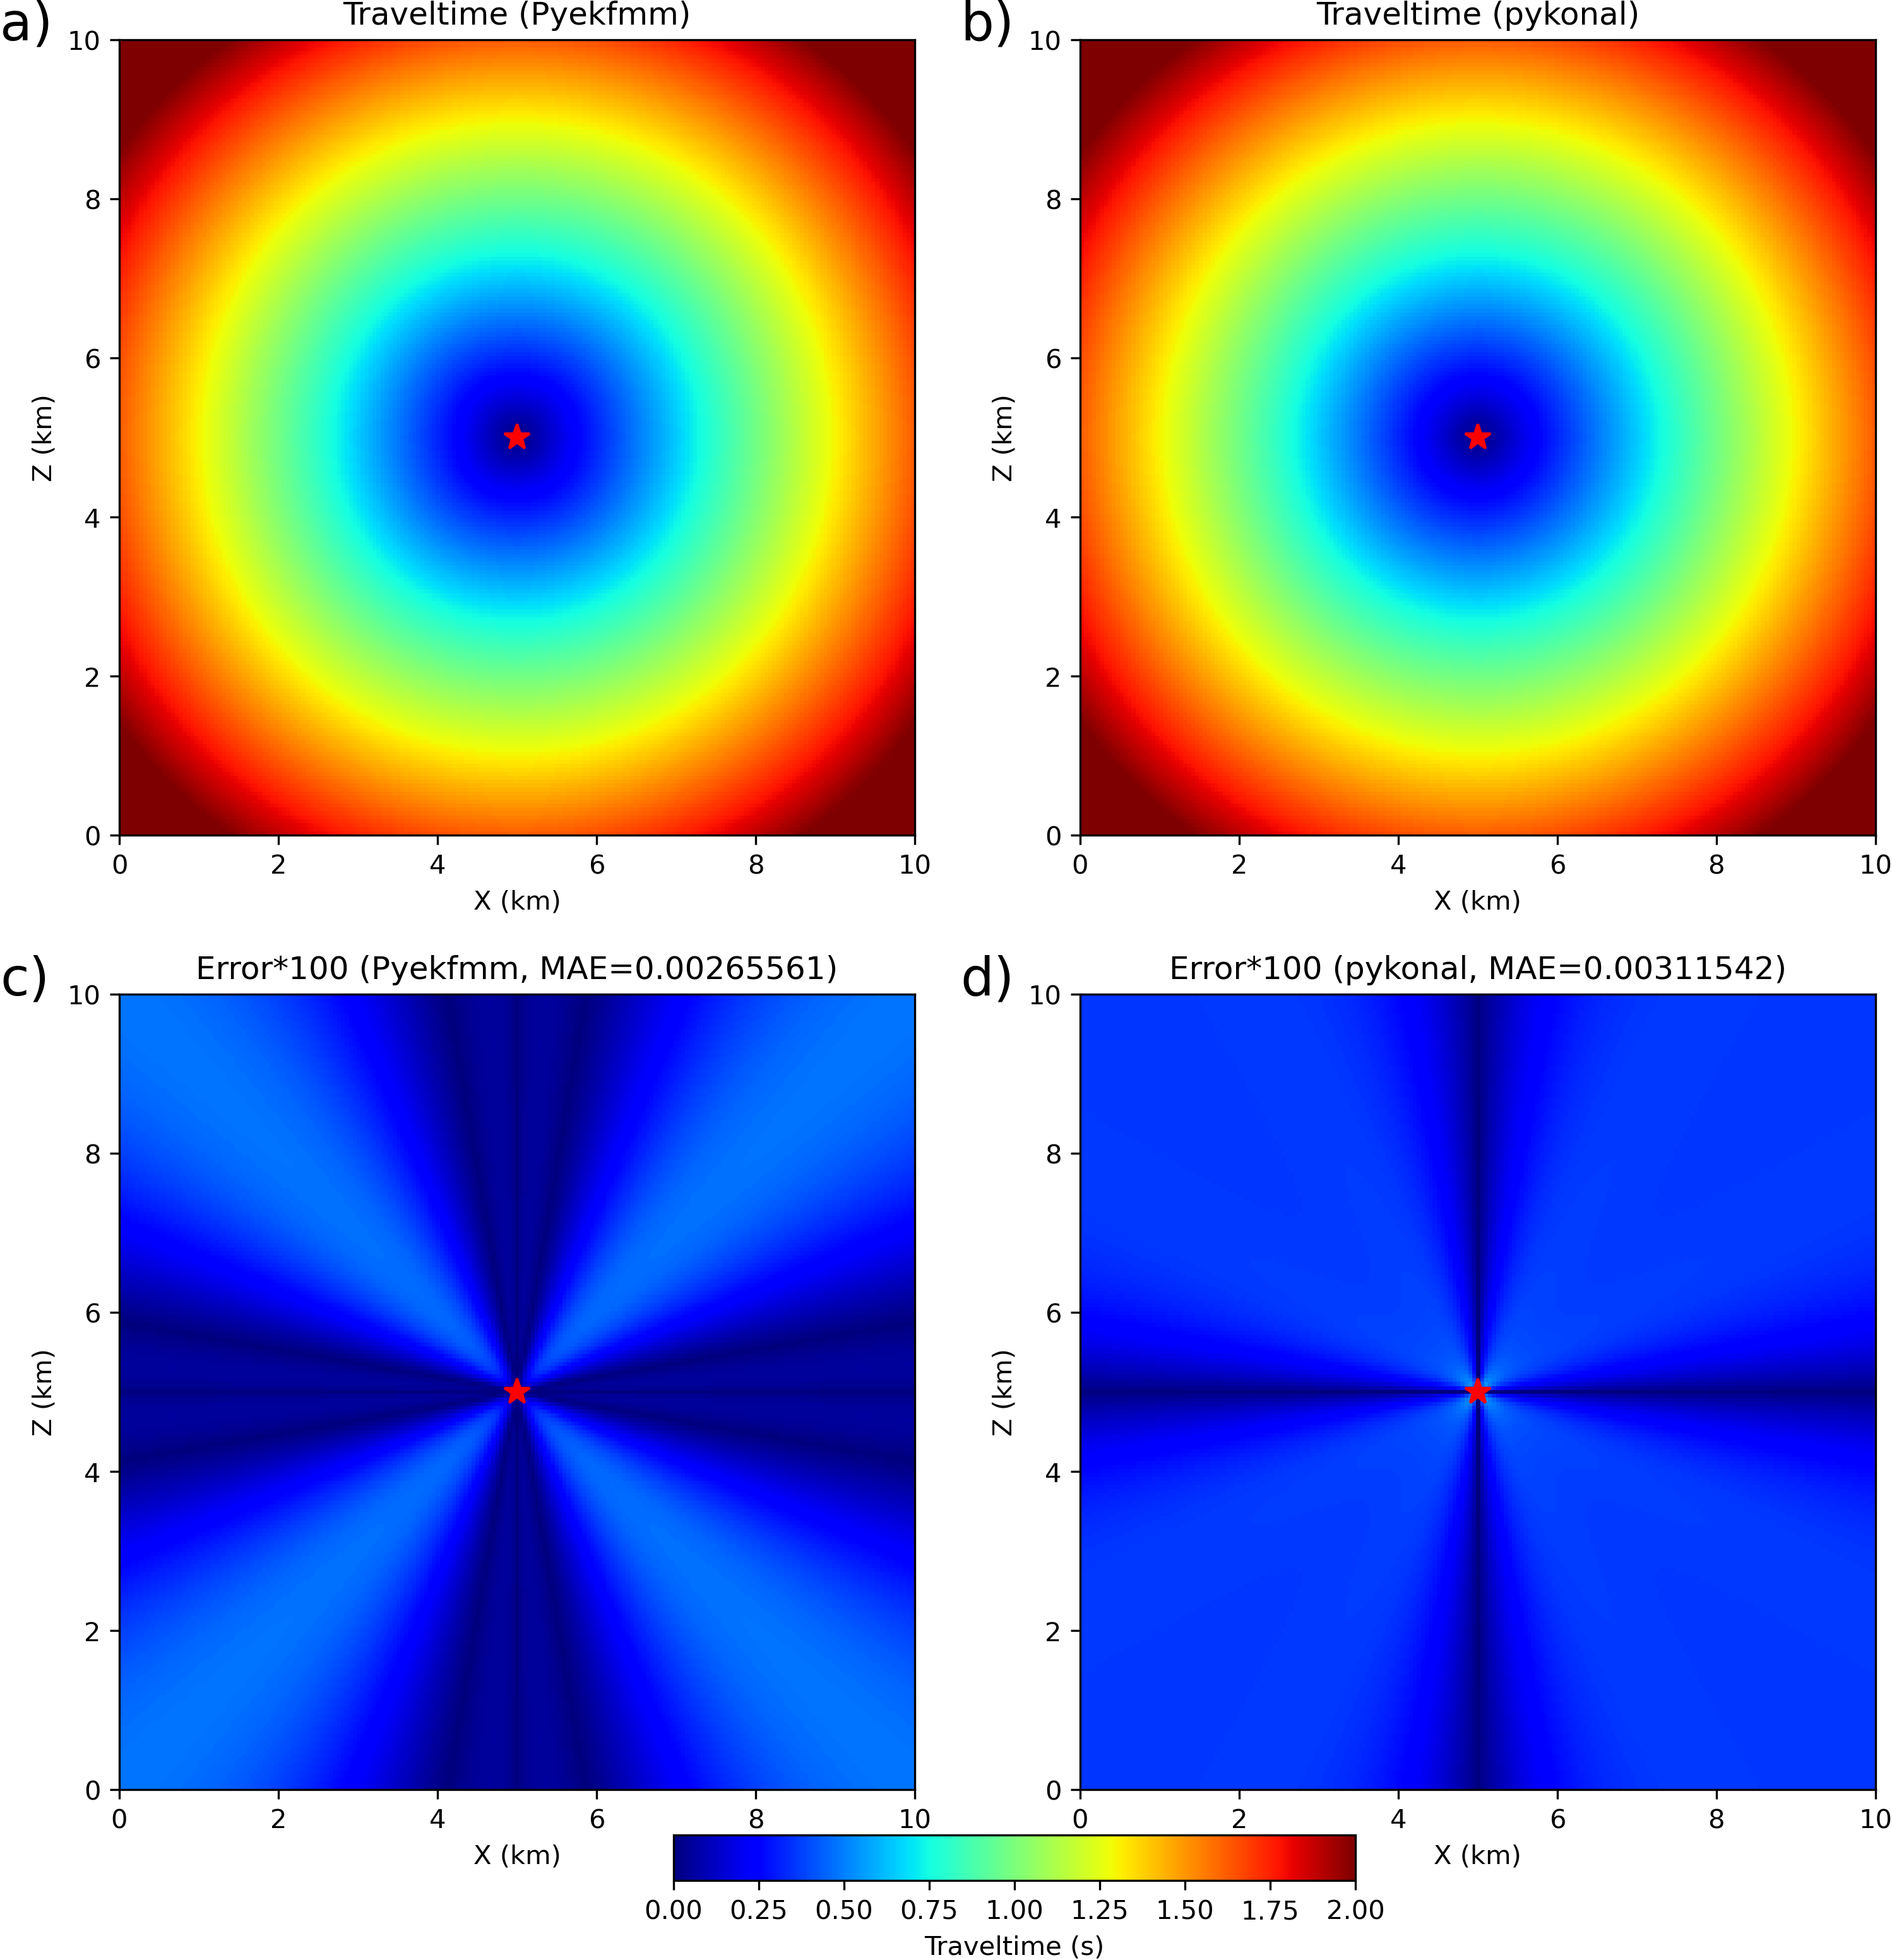 a)
Traveltime (Pyekfmm)
10
8
6
4
2
0
Z (km)
0 2 4 6 8 10
X (km)
b)
Traveltime (pykonal)
10
8
6
4
2
0
Z (km)
0 2 4 6 8 10
X (km)
c)
Error*100 (Pyekfmm, MAE=0.00265561)
10
8
6
4
2
0
Z (km)
0 2 4 6 8 10
X (km)
d)
Error*100 (pykonal, MAE=0.00311542)
10
8
6
4
2
0
Z (km)
0 2 4 6 8 10
X (km)
0.00 0.25 0.50 0.75 1.00 1.25 1.50 1.75 2.00
Traveltime (s)